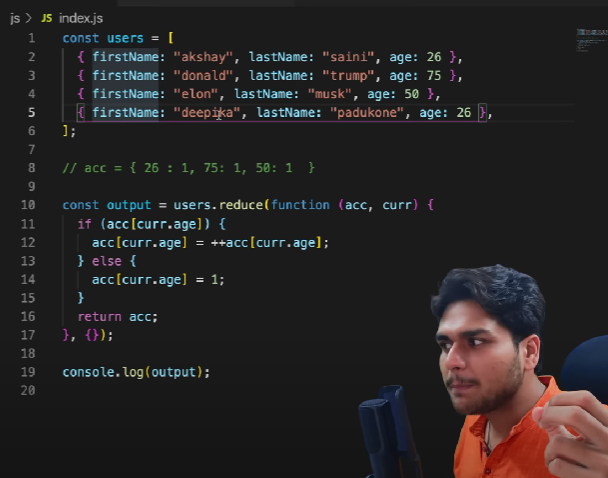 js > JS index.js
1 const users = [
2 { firstName: "akshay", lastName: "saini", age: 26 },
3 { firstName: "donald", lastName: "trump", age: 75 },
4 { firstName: "elon", lastName: "musk", age: 50 },
5 { firstName: "deepika", lastName: "padukone", age: 26 },
6 ];
7
8 // acc = { 26 : 1, 75: 1, 50: 1  }
9
10 const output = users.reduce(function (acc, curr) {
11 if (acc[curr.age]) {
12 acc[curr.age] = ++acc[curr.age];
13 } else {
14 acc[curr.age] = 1;
15 }
16 return acc;
17 }, {});
18
19 console.log(output);
20